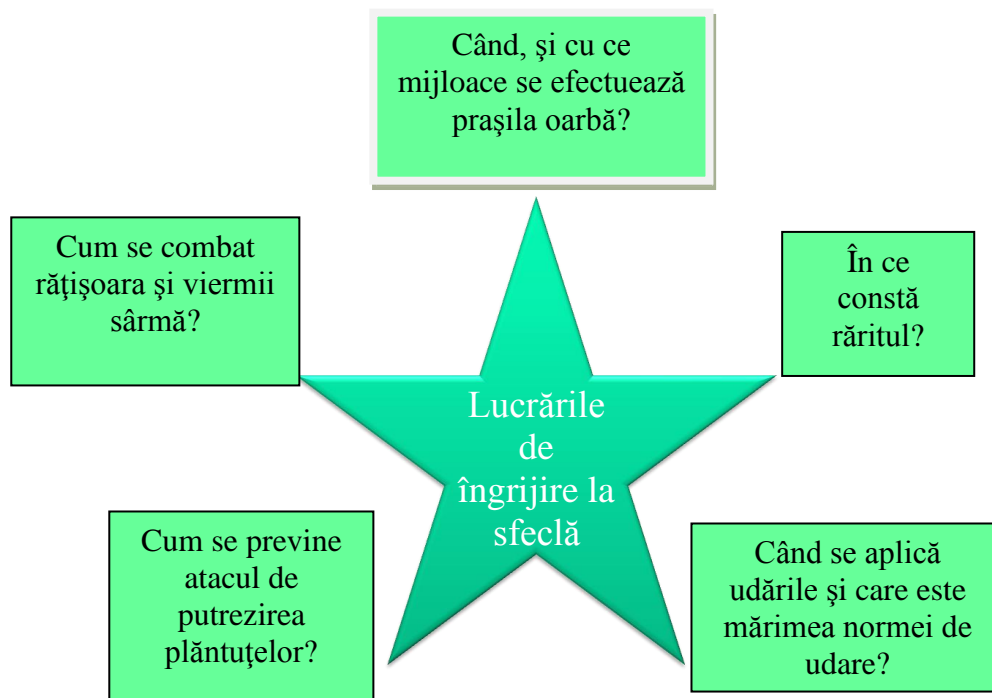 Când, şi cu ce
mijloace se efectuează
praşila oarbă?
Cum se combat
răţişoara şi viermii
sârmă?
În ce
constă
răritul?
Lucrările
de
îngrijire la
sfeclă
Cum se previne
atacul de
putrezirea
plăntuţelor?
Când se aplică
udările şi care este
mărimea normei de
udare?